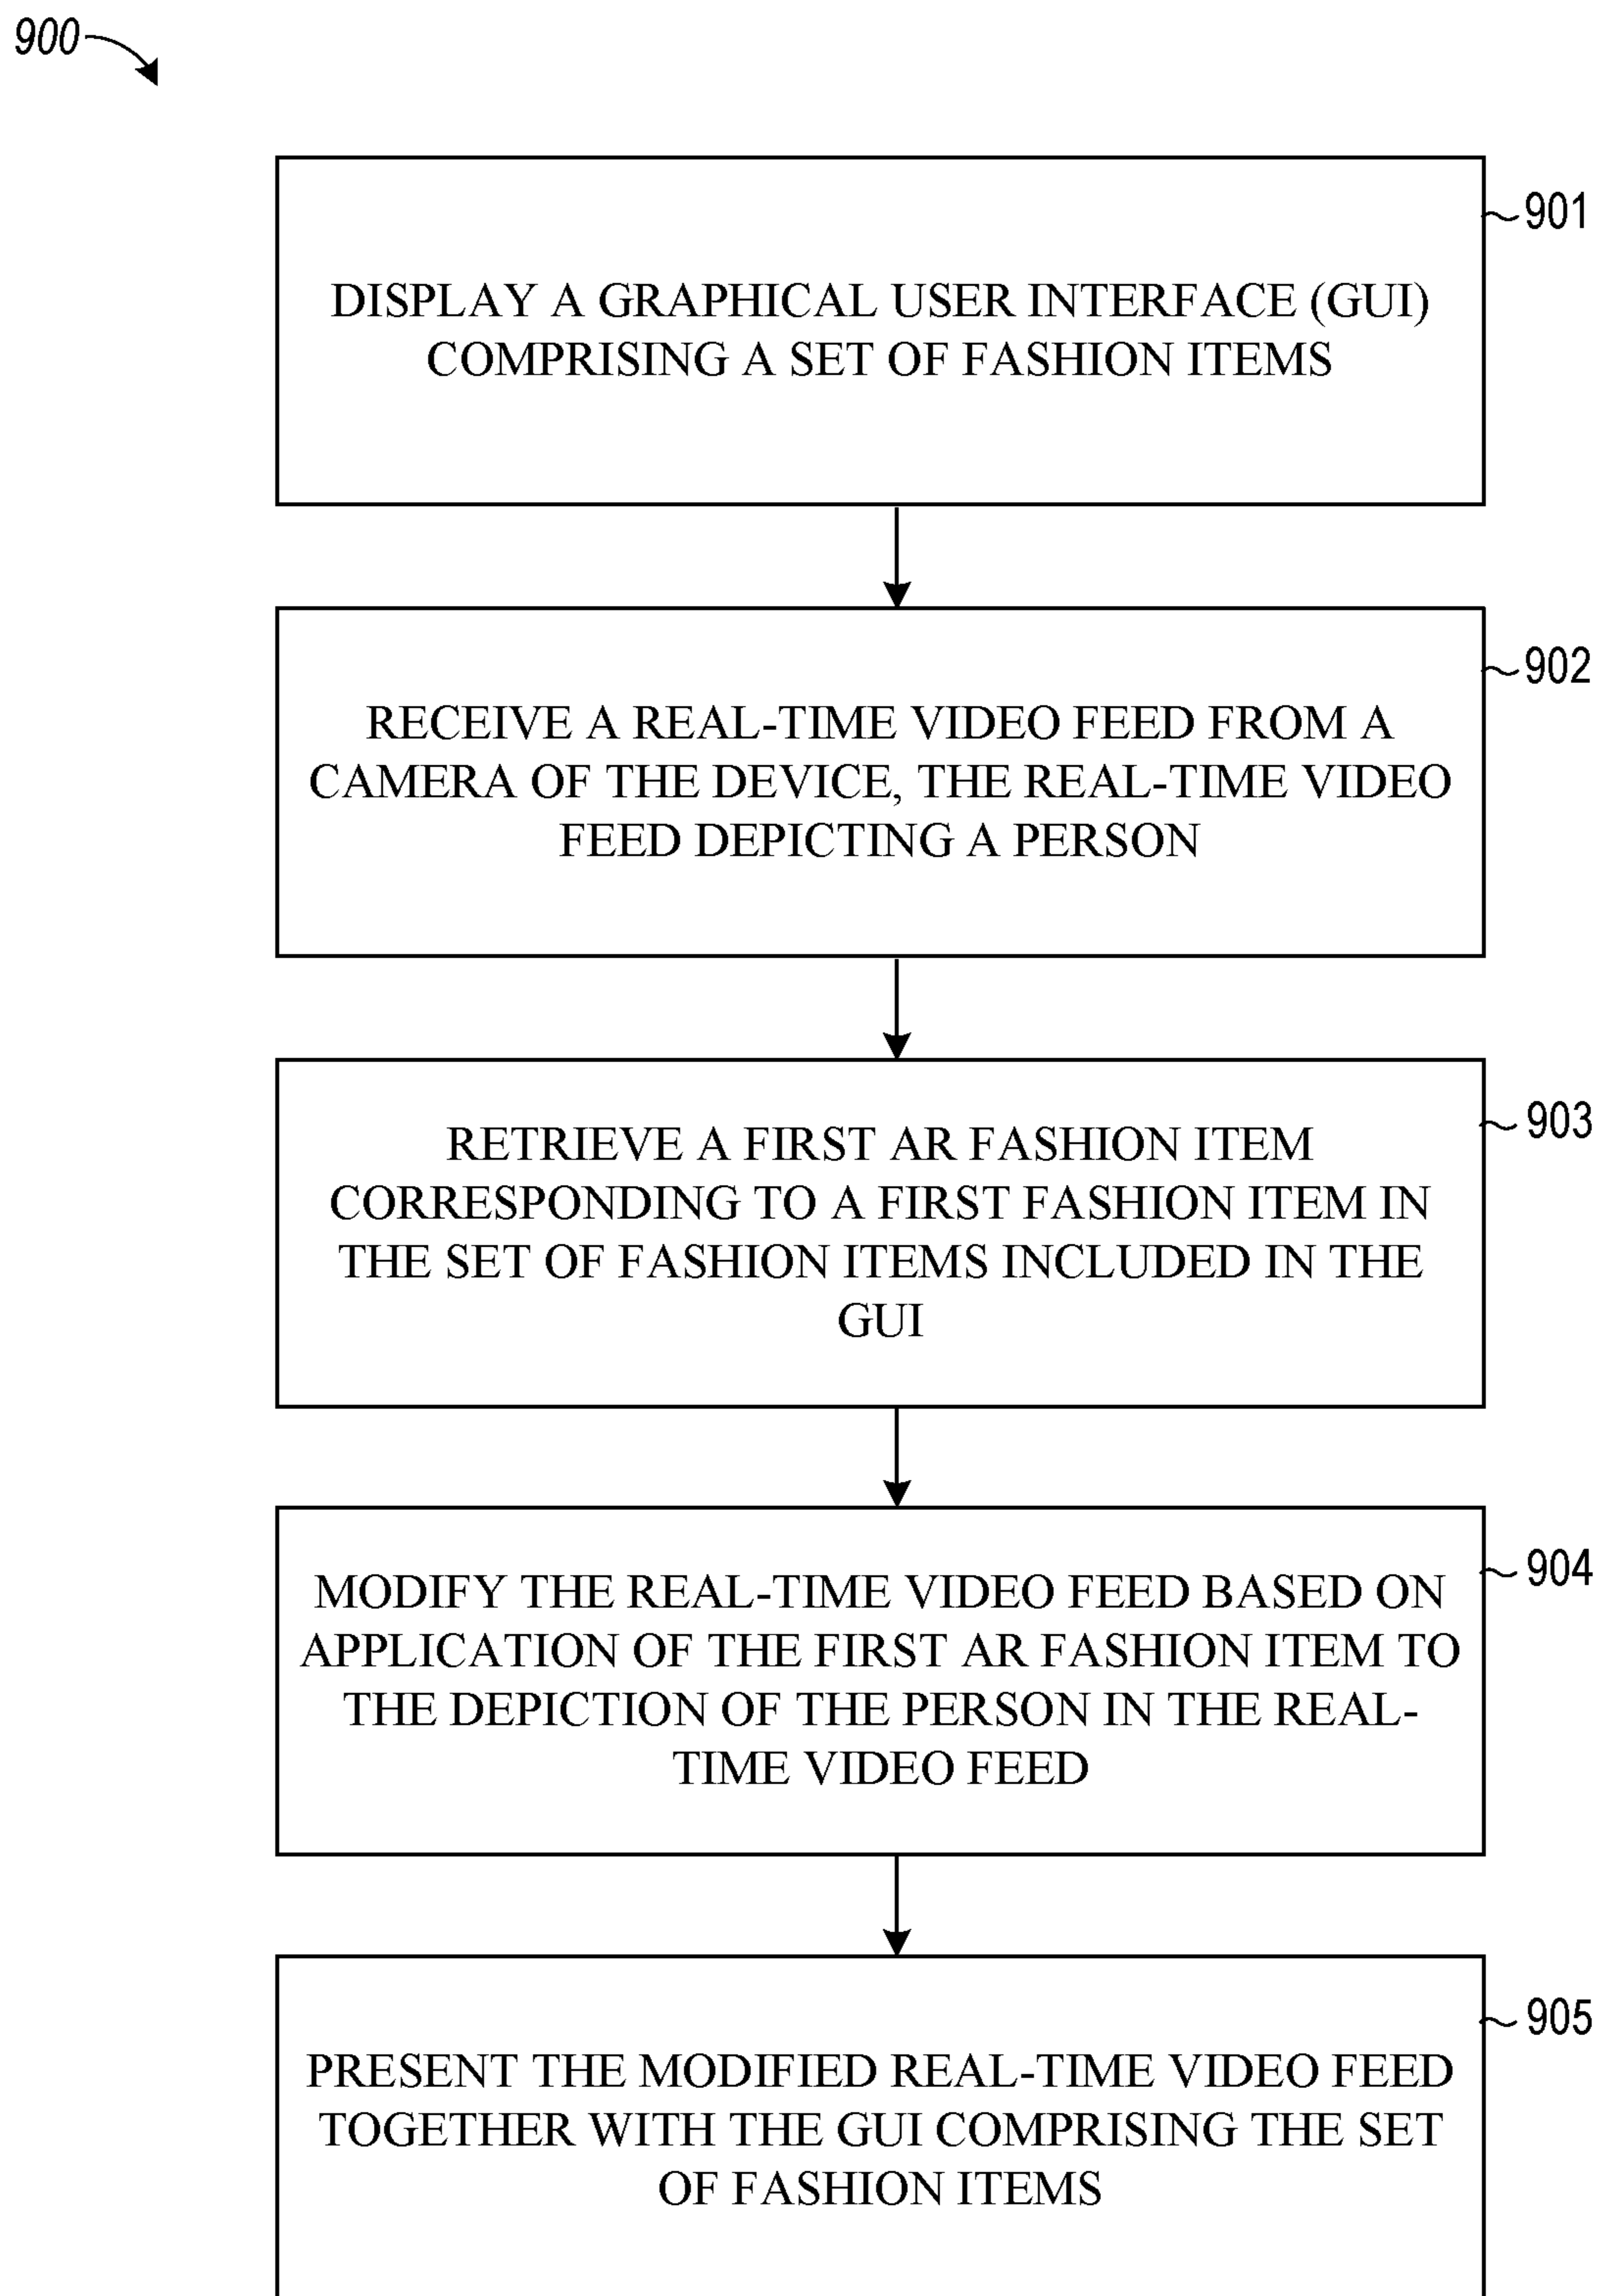 900
901
DISPLAY A GRAPHICAL USER INTERFACE (GUI)
COMPRISING A SET OF FASHION ITEMS
902
RECEIVE A REAL-TIME VIDEO FEED FROM A
CAMERA OF THE DEVICE, THE REAL-TIME VIDEO
FEED DEPICTING A PERSON
903
RETRIEVE A FIRST AR FASHION ITEM
CORRESPONDING TO A FIRST FASHION ITEM IN
THE SET OF FASHION ITEMS INCLUDED IN THE
GUI
904
MODIFY THE REAL-TIME VIDEO FEED BASED ON
APPLICATION OF THE FIRST AR FASHION ITEM TO
THE DEPICTION OF THE PERSON IN THE REAL-
TIME VIDEO FEED
905
PRESENT THE MODIFIED REAL-TIME VIDEO FEED
TOGETHER WITH THE GUI COMPRISING THE SET
OF FASHION ITEMS